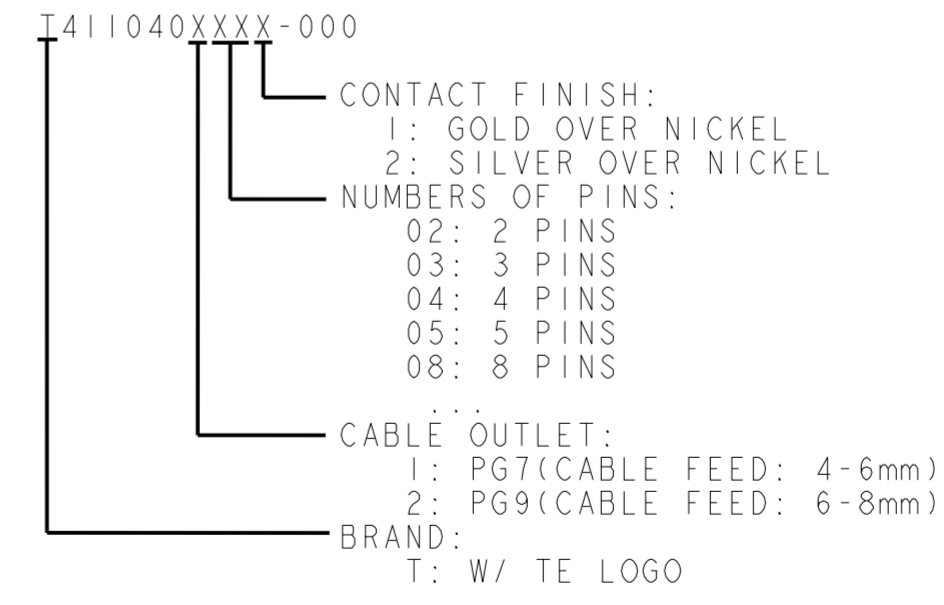 T411040XXXX-000
CONTACT FINISH:
1: GOLD OVER NICKEL
2: SILVER OVER NICKEL
NUMBERS OF PINS:
02: 2 PINS
03: 3 PINS
04: 4 PINS
05: 5 PINS
08: 8 PINS
...
CABLE OUTLET:
1: PG7(CABLE FEED: 4-6mm)
2: PG9(CABLE FEED: 6-8mm)
BRAND:
T: W/ TE LOGO